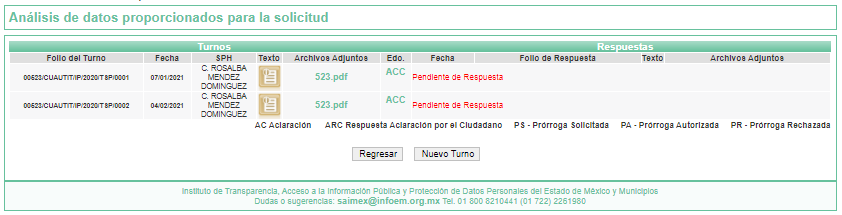 Análisis de datos proporcionados para la solicitud
Turnos Respuestas
Folio del Turno Fecha SPH Texto Archivos Adjuntos Edo. Fecha Folio de Respuesta Texto Archivos Adjuntos
00523/CUAUTIT/IP/2020/TSP/0001 07/01/2021 C. ROSALBA MENDEZ DOMINGUEZ 523.pdf ACC Pendiente de Respuesta
00523/CUAUTIT/IP/2020/TSP/0002 04/02/2021 C. ROSALBA MENDEZ DOMINGUEZ 523.pdf ACC Pendiente de Respuesta
AC Aclaración ARC Respuesta Aclaración por el Ciudadano PS - Prórroga Solicitada PA - Prórroga Autorizada PR - Prórroga Rechazada
Regresar Nuevo Turno
Instituto de Transparencia, Acceso a la Información Pública y Protección de Datos Personales del Estado de México y Municipios
Dudas o sugerencias: saimex@infoem.org.mx Tel. 01 800 8210441 (01 722) 2261980